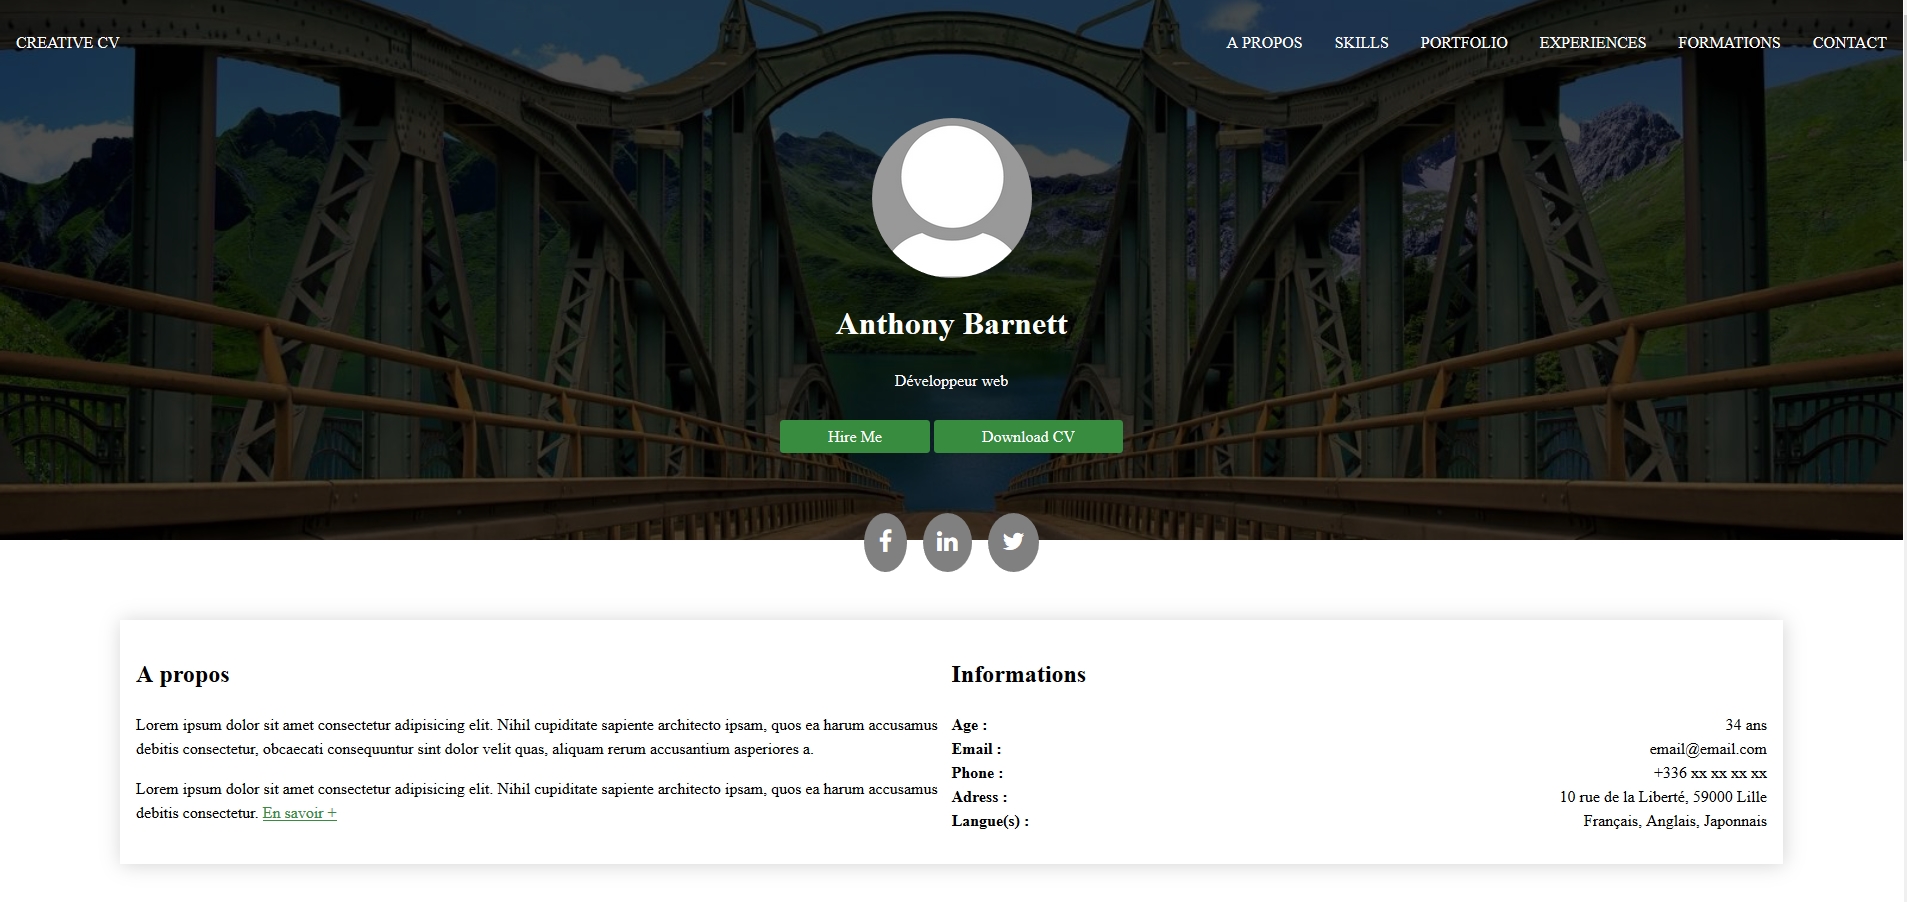 CREATIVE CV
A PROPOS SKILLS PORTFOLIO EXPERIENCES FORMATIONS CONTACT
Anthony Barnett
Développeur web
Hire Me
Download CV
A propos
Lorem ipsum dolor sit amet consectetur adipisicing elit. Nihil cupiditate sapiente architecto ipsam, quos ea harum accusamus
debitis consectetur, obcaecati consequuntur sint dolor velit quas, aliquam rerum accusantium asperiores a.
Lorem ipsum dolor sit amet consectetur adipisicing elit. Nihil cupiditate sapiente architecto ipsam, quos ea harum accusamus
debitis consectetur. En savoir +
Informations
Age : 34 ans
Email : email@email.com
Phone : +336 xx xx xx xx
Adress : 10 rue de la Liberté, 59000 Lille
Langue(s) : Français, Anglais, Japonnais